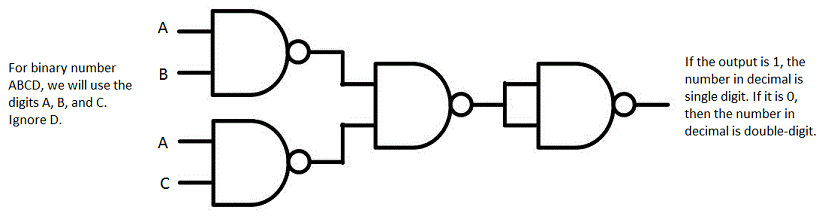 For binary number
ABCD, we will use the
digits A, B, and C.
Ignore D.
A
B
A
C
If the output is 1, the
number in decimal is
single digit. If it is 0,
then the number in
decimal is double-digit.